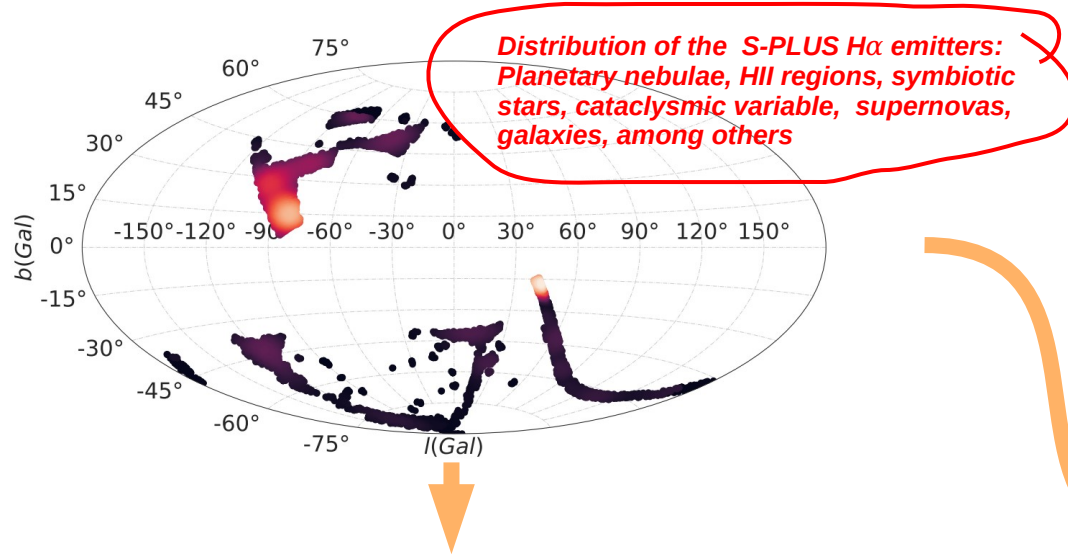 Distribution of the S-PLUS Hα emitters:
Planetary nebulae, HII regions, symbiotic
stars, cataclysmic variable, supernovas,
galaxies, among others
75°
60°
45°
30°
15°
0°
-15°
-30°
-45°
-60°
-75°
b(Gal)
-150° -120° -90° -60° -30° 0° 30° 60° 90° 120° 150°
l(Gal)